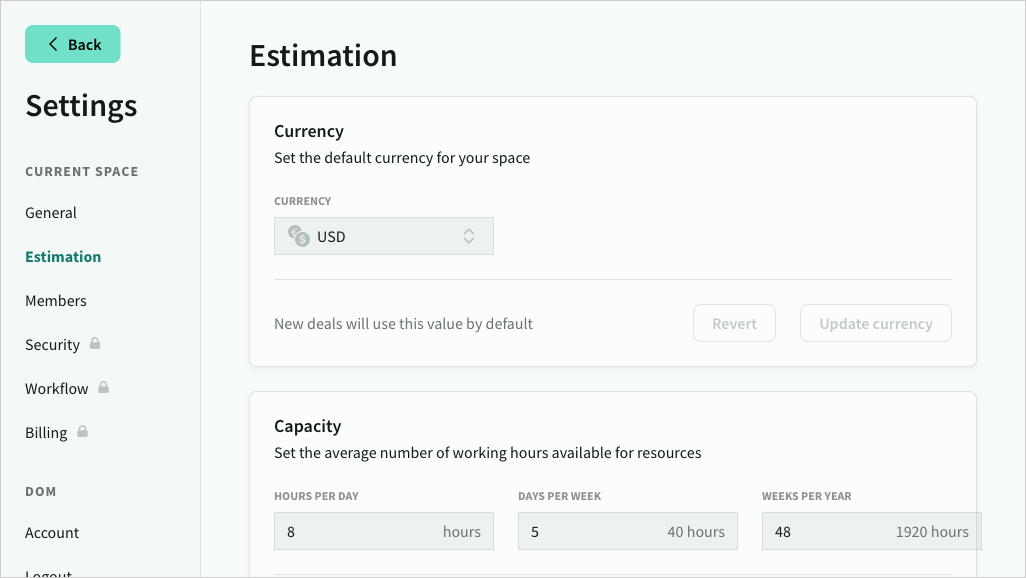 Back
Settings
CURRENT SPACE
General
Estimation
Members
Security
Workflow
Billing
DOM
Account
Logout
Estimation
Currency
Set the default currency for your space
CURRENCY
USD
New deals will use this value by default
Revert
Update currency
Capacity
Set the average number of working hours available for resources
HOURS PER DAY
DAYS PER WEEK
WEEKS PER YEAR
8 hours
5 40 hours
48 1920 hours